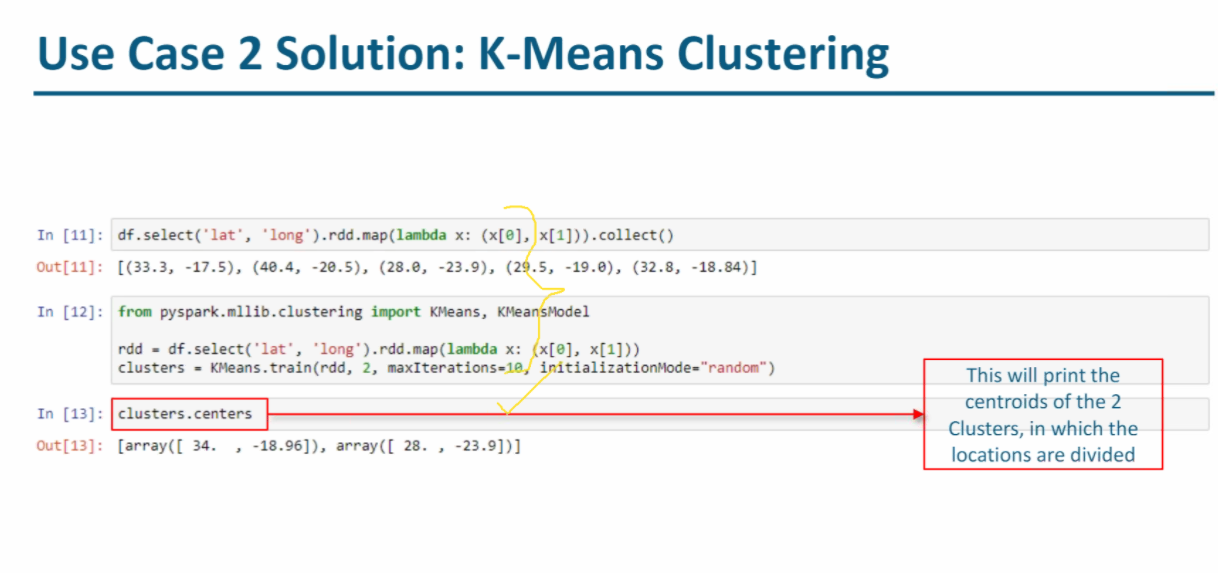 Use Case 2 Solution: K-Means Clustering
In [11]: df.select('lat', 'long').rdd.map(lambda x: (x[0], x[1])).collect()
Out[11]: [(33.3, -17.5), (40.4, -20.5), (28.0, -23.9), (29.5, -19.0), (32.8, -18.84)]
In [12]: from pyspark.mllib.clustering import KMeans, KMeansModel
rdd = df.select('lat', 'long').rdd.map(lambda x: (x[0], x[1]))
clusters = KMeans.train(rdd, 2, maxIterations=10, initializationMode="random")
In [13]: clusters.centers
Out[13]: [array([ 34.  , -18.96]), array([ 28. , -23.9])]
This will print the
centroids of the 2
Clusters, in which the
locations are divided